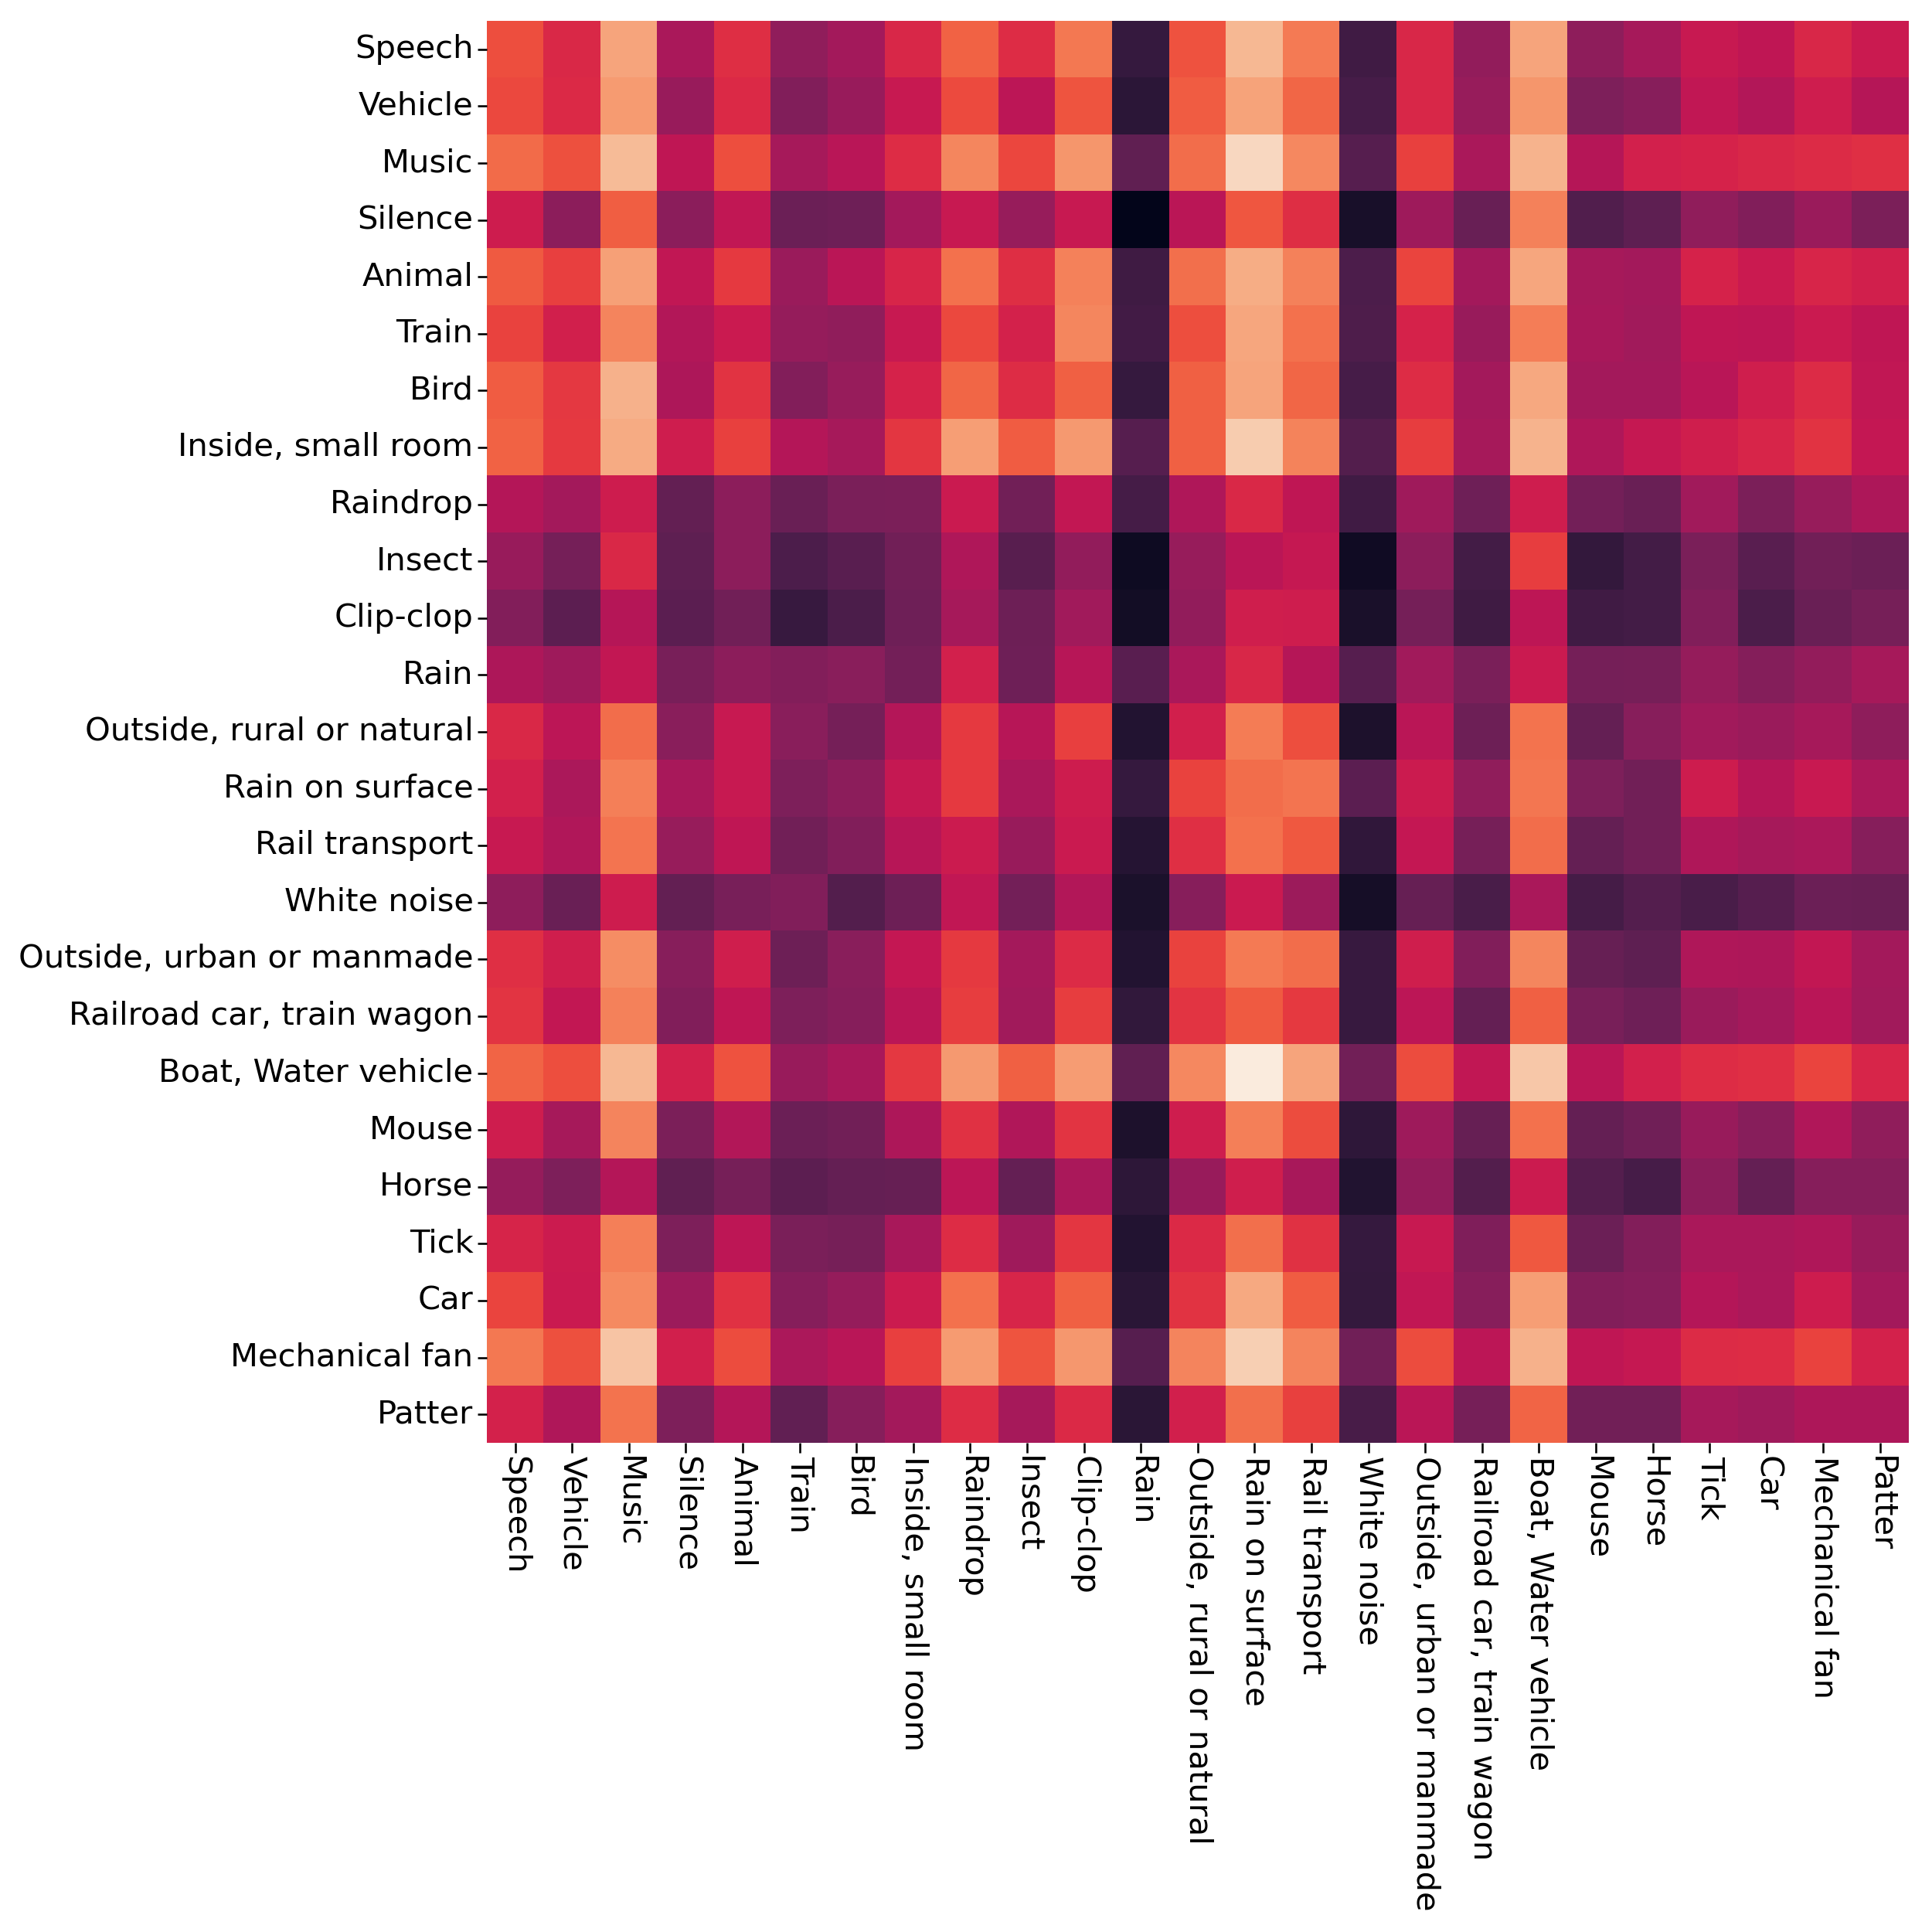 Speech
Vehicle
Music
Silence
Animal
Train
Bird
Inside, small room
Raindrop
Insect
Clip-clop
Rain
Outside, rural or natural
Rain on surface
Rail transport
White noise
Outside, urban or manmade
Railroad car, train wagon
Boat, Water vehicle
Mouse
Horse
Tick
Car
Mechanical fan
Patter
Speech
Vehicle
Music
Silence
Animal
Train
Bird
Inside, small room
Raindrop
Insect
Clip-clop
Rain
Outside, rural or natural
Rain on surface
Rail transport
White noise
Outside, urban or manmade
Railroad car, train wagon
Boat, Water vehicle
Mouse
Horse
Tick
Car
Mechanical fan
Patter